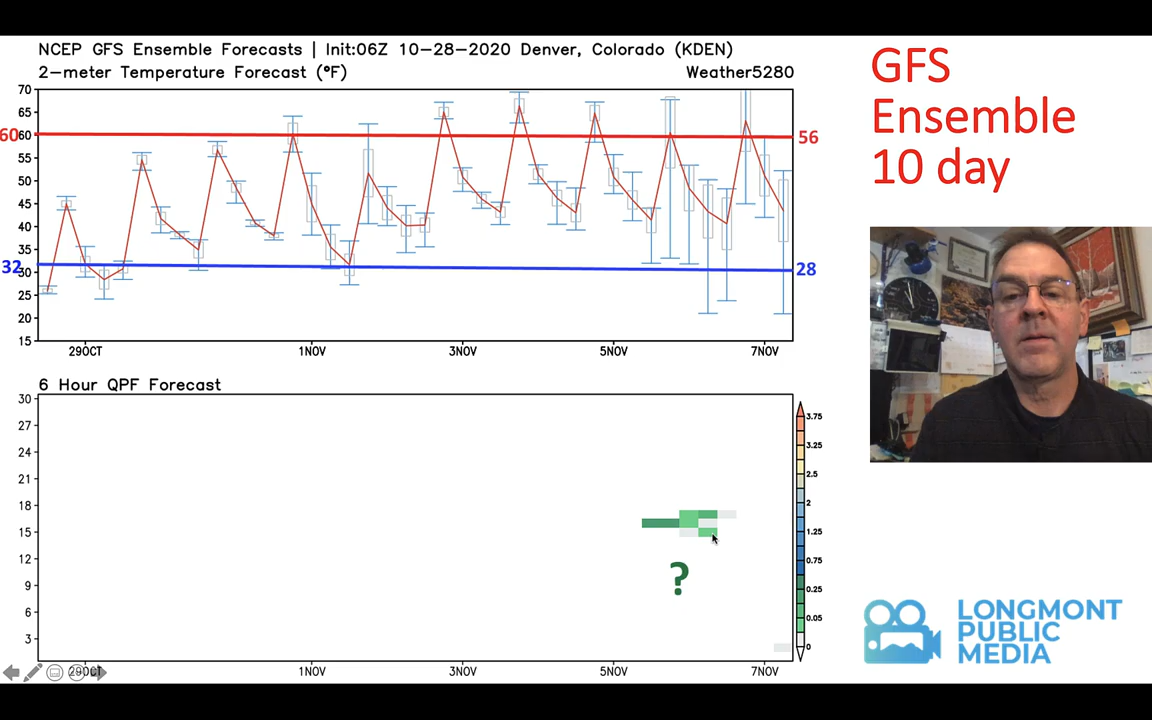 NCEP GFS Ensemble Forecasts | Init:06Z 10-28-2020 Denver, Colorado (KDEN)
2-meter Temperature Forecast (°F)
Weather5280
70
65
60
60
55
50
45
40
35
32
30
25
20
15
56
28
29OCT
1NOV
3NOV
5NOV
7NOV
6 Hour QPF Forecast
30
27
24
21
18
15
12
9
6
3
?
3.75
3.25
2.5
2
1.25
0.75
0.25
0.05
0
29OCT
1NOV
3NOV
5NOV
7NOV
GFS
Ensemble
10 day
LONGMONT
PUBLIC
MEDIA